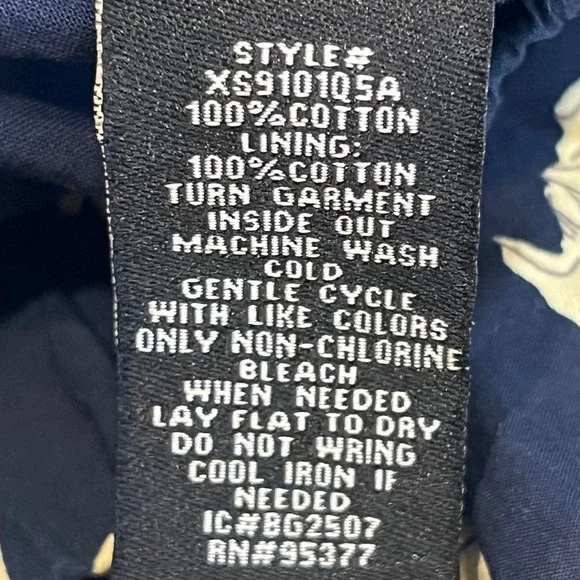 STYLE#
XS9101Q5A
100%COTTON
LINING:
100%COTTON
TURN GARMENT
INSIDE OUT
MACHINE WASH
COLD
GENTLE CYCLE
WITH LIKE COLORS
ONLY NON-CHLORINE
BLEACH
WHEN NEEDED
LAY FLAT TO DRY
DO NOT WRING
COOL IRON IF
NEEDED
IC#BG2507
RN#95377